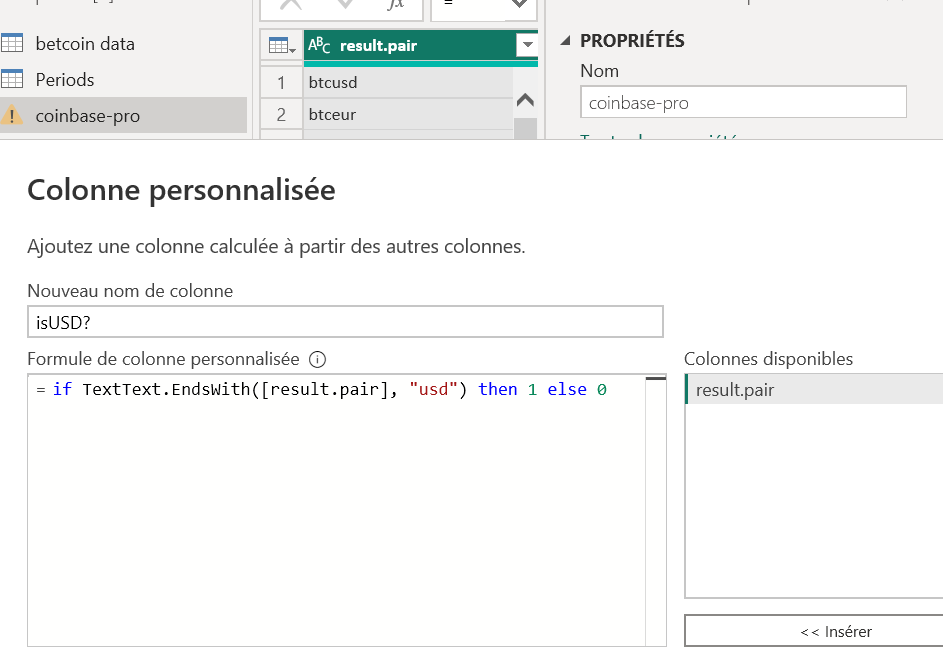 fx
=
betcoin data
Periods
coinbase-pro
ABC result.pair
1 btcusd
2 btceur
PROPRIÉTÉS
Nom
coinbase-pro
Colonne personnalisée
Ajoutez une colonne calculée à partir des autres colonnes.
Nouveau nom de colonne
isUSD?
Formule de colonne personnalisée
= if TextText.EndsWith([result.pair], "usd") then 1 else 0
Colonnes disponibles
result.pair
<< Insérer